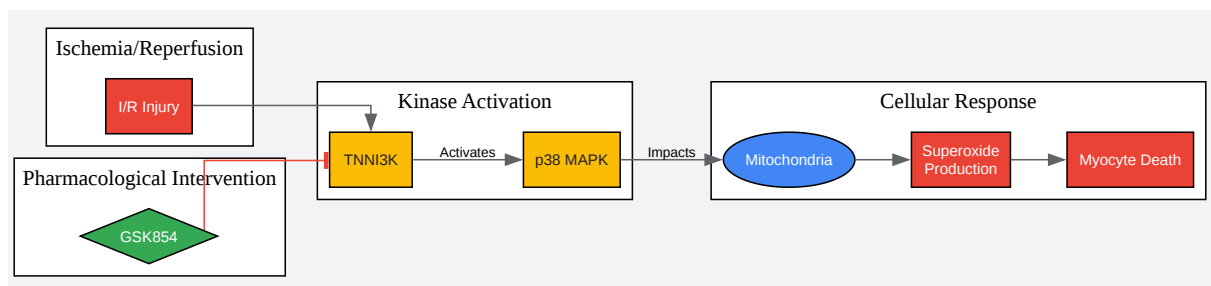 Ischemia/Reperfusion
I/R Injury
Pharmacological Intervention
GSK854
Kinase Activation
TNNI3K
Activates
p38 MAPK
Impacts
Cellular Response
Mitochondria
Superoxide
Production
Myocyte Death